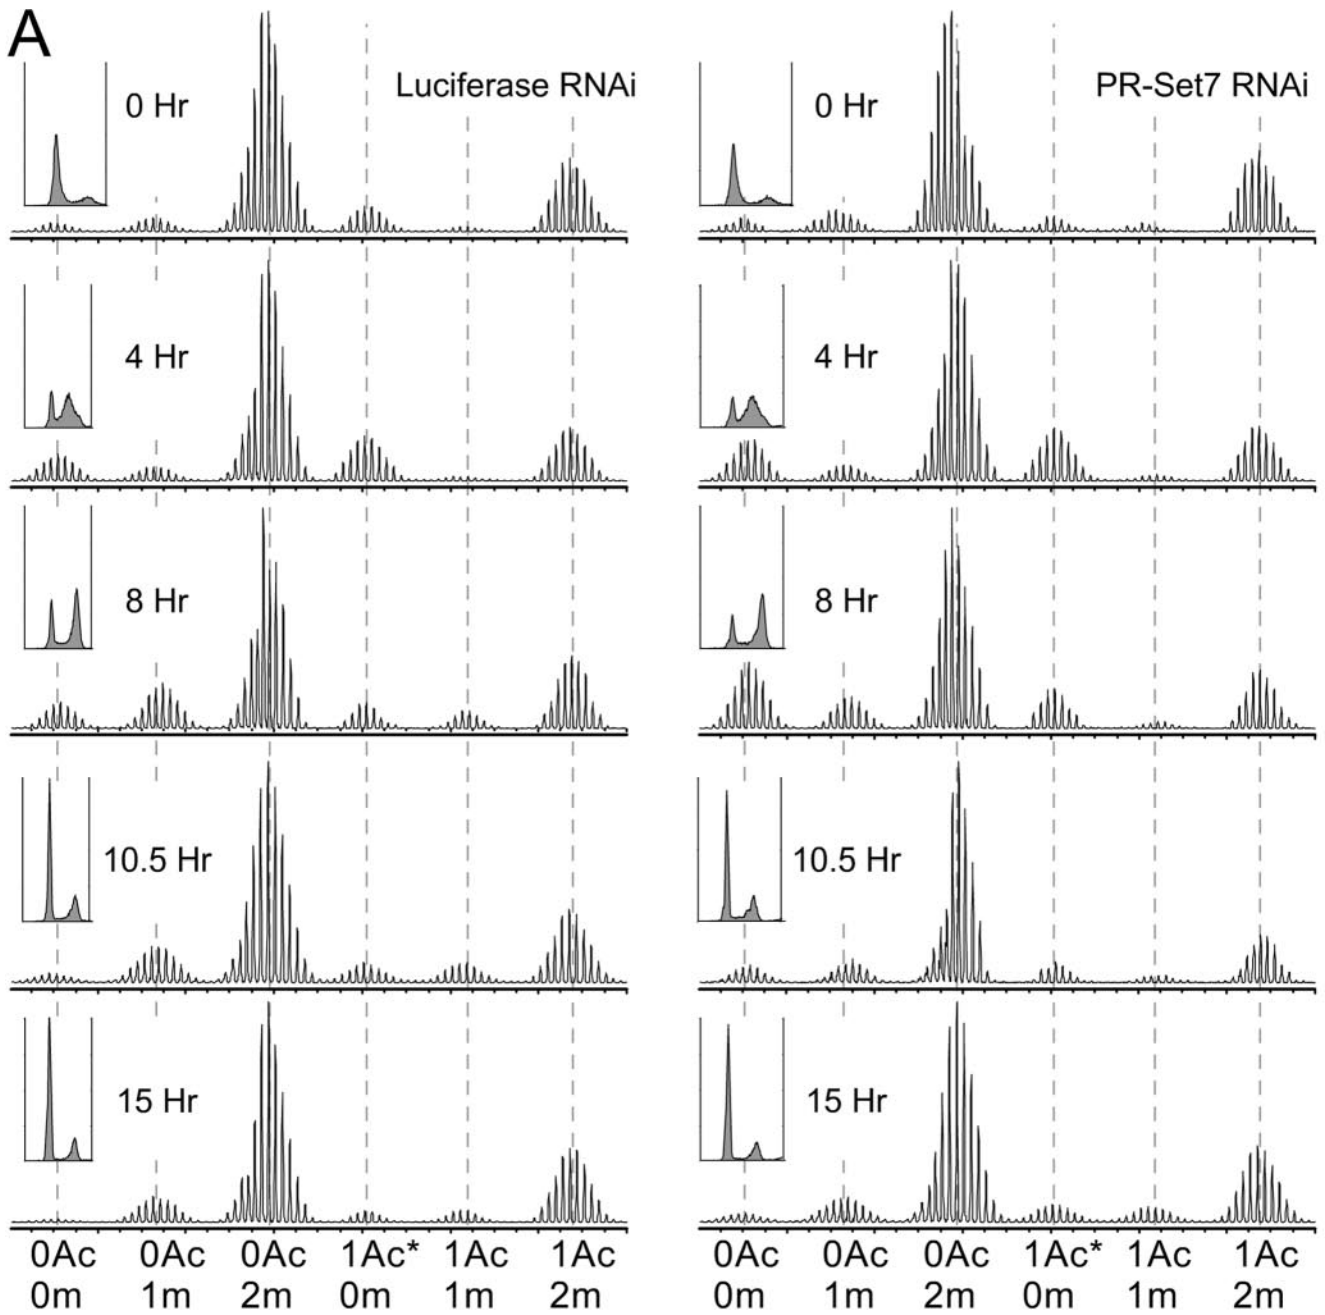 A
Luciferase RNAi
PR-Set7 RNAi
0 Hr
0 Hr
4 Hr
4 Hr
8 Hr
8 Hr
10.5 Hr
10.5 Hr
15 Hr
15 Hr
0Ac 0Ac 0Ac 1Ac* 1Ac 1Ac
0m 1m 2m 0m 1m 2m
0Ac 0Ac 0Ac 1Ac* 1Ac 1Ac
0m 1m 2m 0m 1m 2m